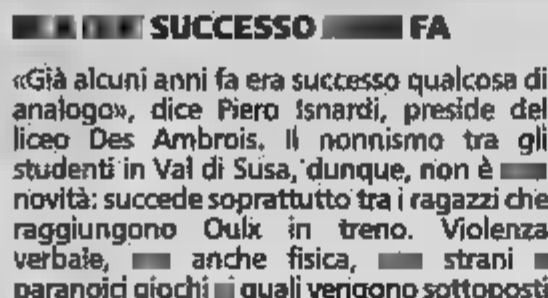 SUCCESSO FA
«Già alcuni anni fa era successo qualcosa di
analogo», dice Piero Isnardi, preside del
liceo Des Ambrois. Il nonnismo tra gli
studenti in Val di Susa, dunque, non è
novità: succede soprattutto tra i ragazzi che
raggiungono Oulx in treno. Violenza
verbale, anche fisica, strani
paranoici giochi quali vengono sottoposti